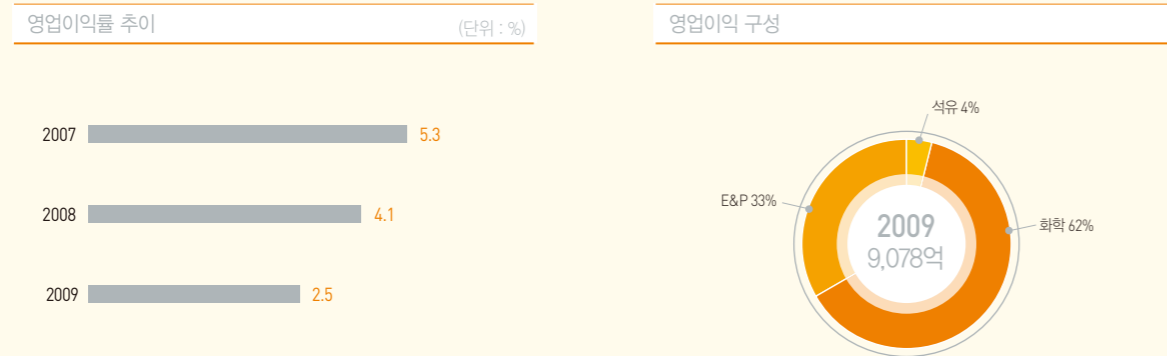 영업이익률 추이
(단위 : %)
2007
5.3
2008
4.1
2009
2.5
영업이익 구성
석유 4%
E&P 33%
화학 62%
2009
9,078억